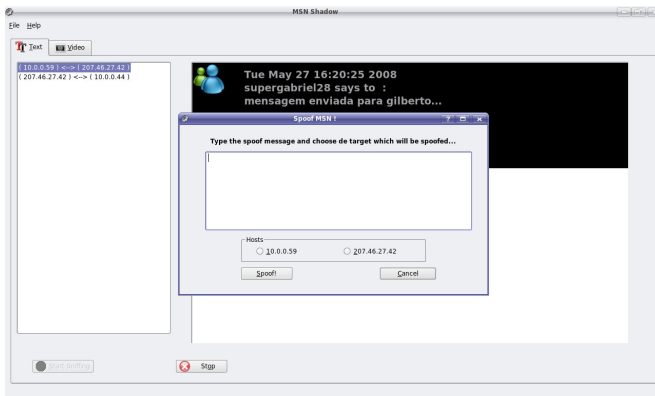 MSN Shadow
File Help
Text Video
( 10.0.0.59 ) <--> ( 207.46.27.42 )
( 207.46.27.42 ) <--> ( 10.0.0.44 )
Tue May 27 16:20:25 2008
supergabriel28 says to :
mensagem enviada para gilberto...
Spoof MSN !
Type the spoof message and choose de target which will be spoofed...
Hosts
10.0.0.59 207.46.27.42
Spoof! Cancel
Start Sniffing Stop